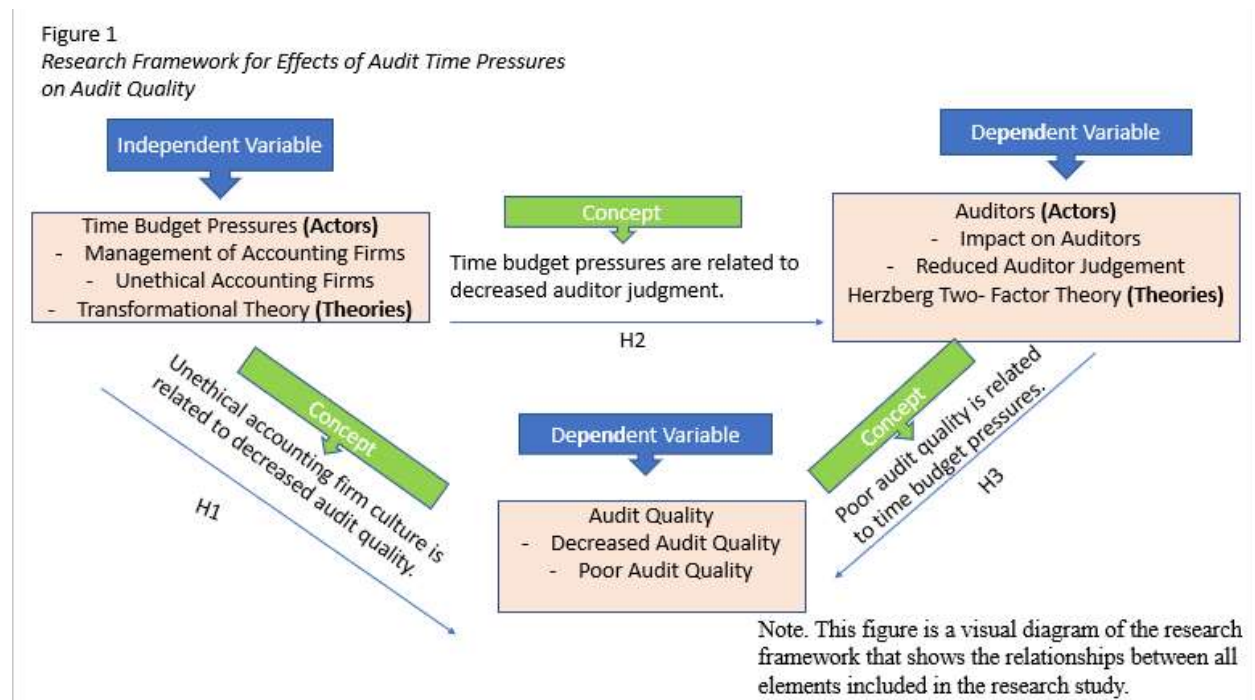 Figure 1
Research Framework for Effects of Audit Time Pressures
on Audit Quality
Independent Variable
Dependent Variable
Time Budget Pressures (Actors)
- Management of Accounting Firms
- Unethical Accounting Firms
- Transformational Theory (Theories)
Concept
Time budget pressures are related to
decreased auditor judgment.
H2
Auditors (Actors)
- Impact on Auditors
- Reduced Auditor Judgement
Herzberg Two- Factor Theory (Theories)
Concept
Unethical accounting firm culture is
related to decreased audit quality.
H1
Dependent Variable
Audit Quality
- Decreased Audit Quality
- Poor Audit Quality
Concept
Poor audit quality is related
to time budget pressures.
H3
Note. This figure is a visual diagram of the research
framework that shows the relationships between all
elements included in the research study.